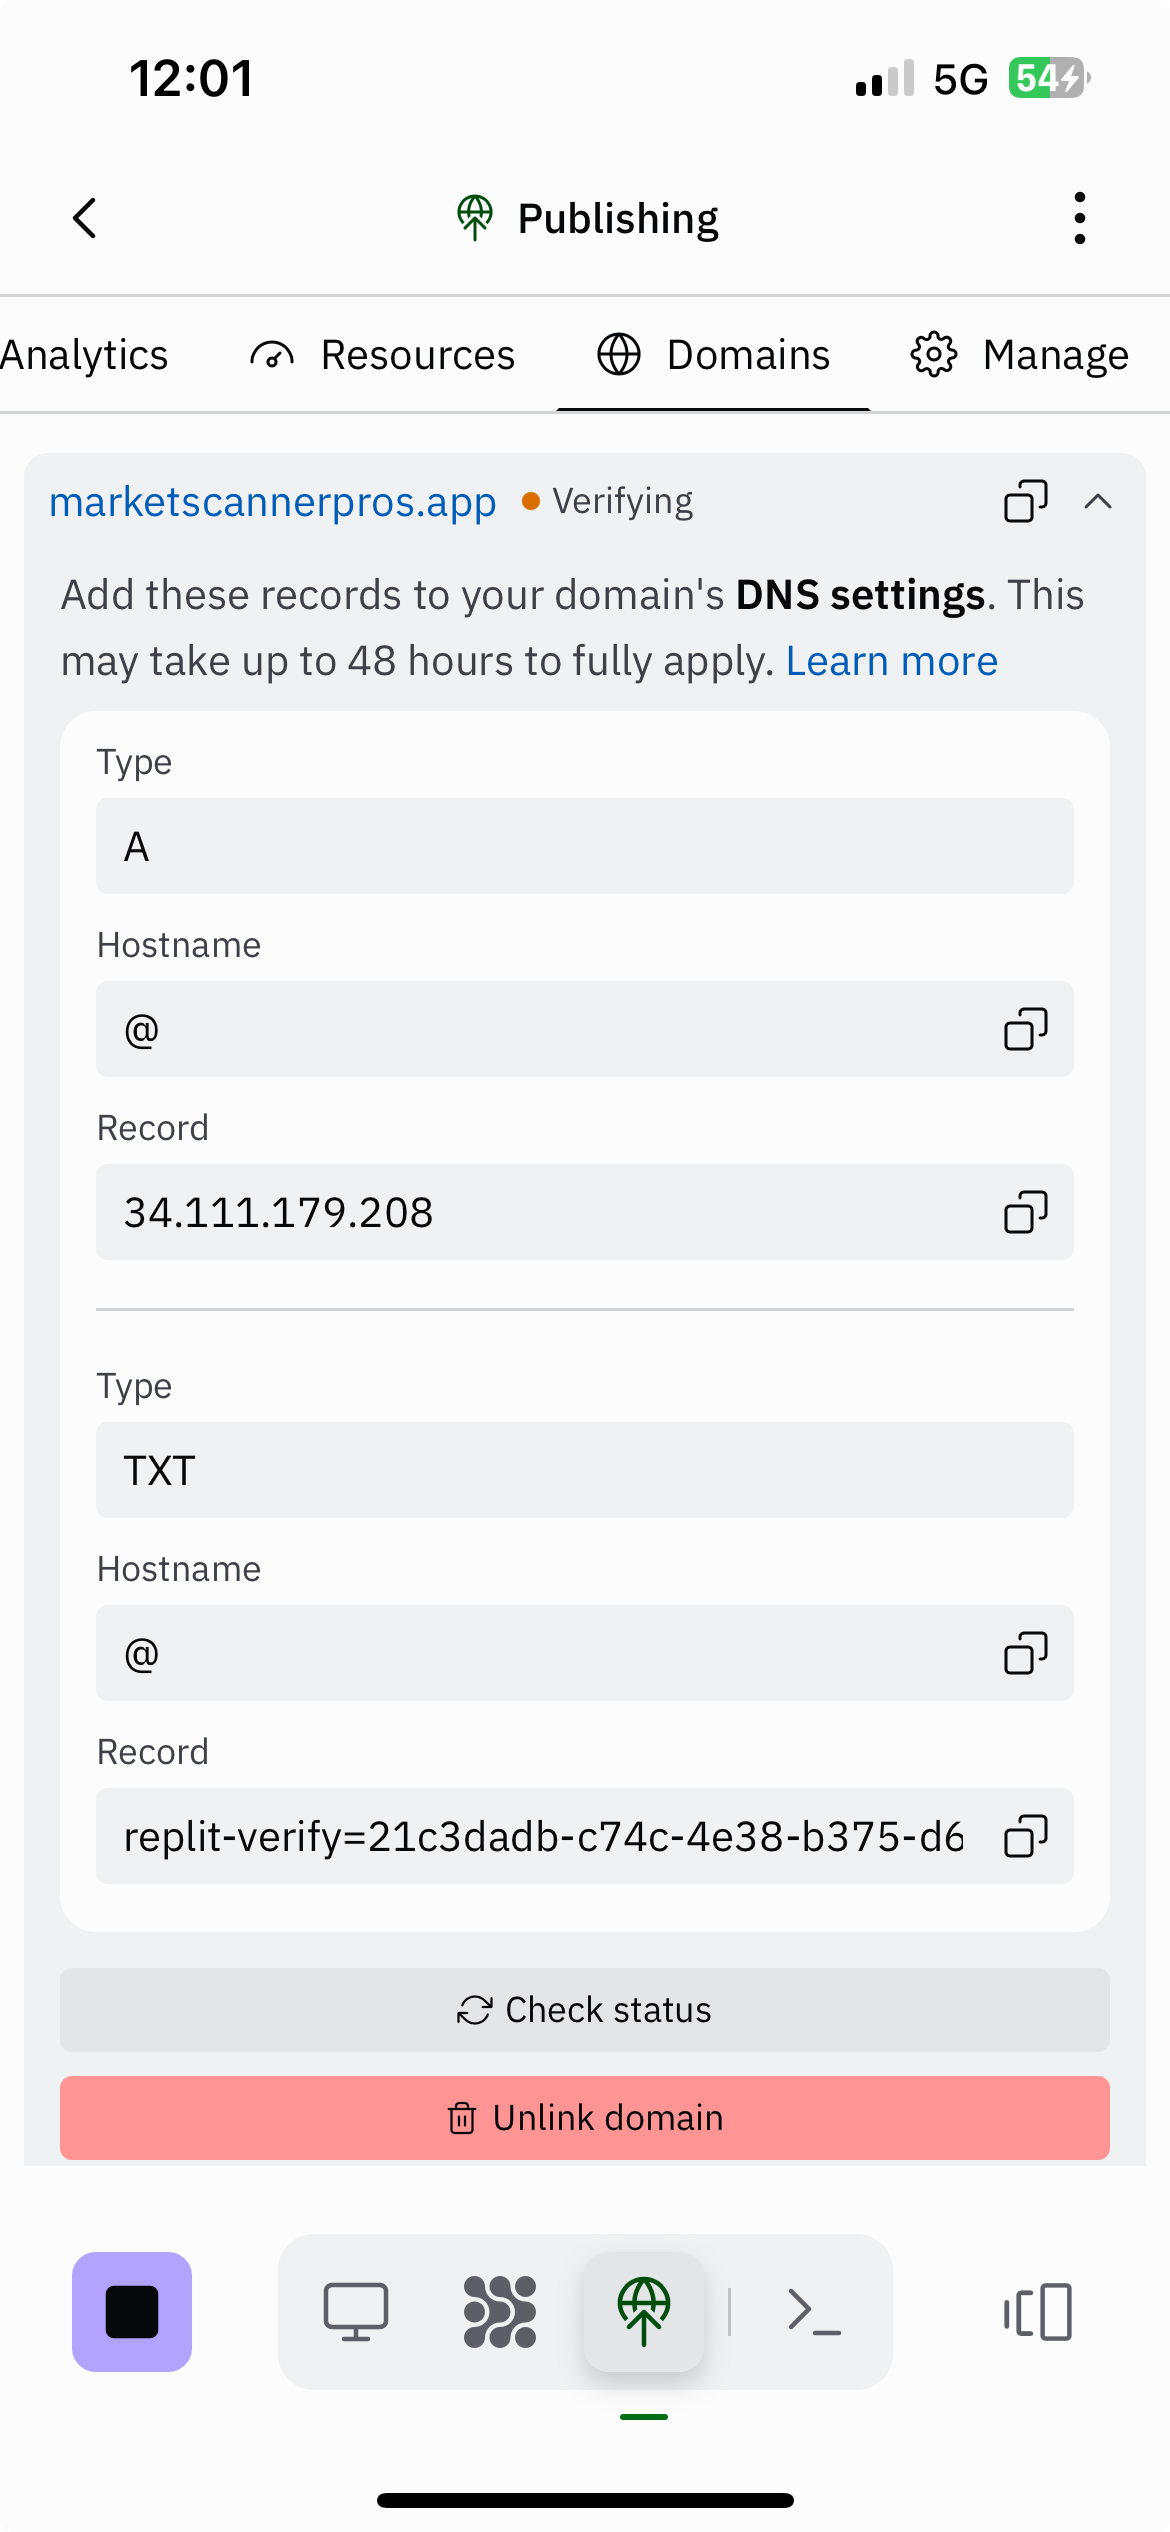 12:01
5G 54
Publishing
Analytics Resources Domains Manage
marketscannerpros.app Verifying
Add these records to your domain's DNS settings. This
may take up to 48 hours to fully apply. Learn more
Type
A
Hostname
@
Record
34.111.179.208
Type
TXT
Hostname
@
Record
replit-verify=21c3dadb-c74c-4e38-b375-d6
Check status
Unlink domain